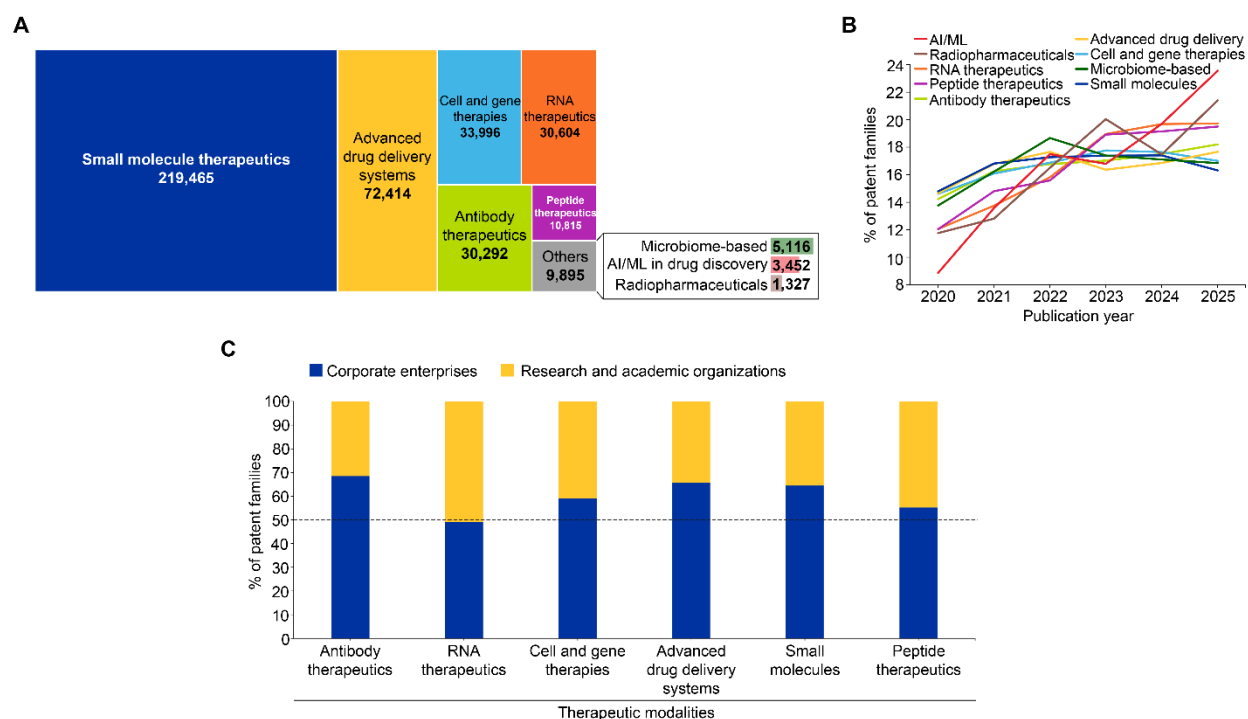 A
Small molecule therapeutics
219,465
Advanced
drug delivery
systems
72,414
Cell and gene
therapies
33,996
RNA
therapeutics
30,604
Antibody
therapeutics
30,292
Peptide
therapeutics
10,815
Others
9,895
Microbiome-based 5,116
AI/ML in drug discovery 3,452
Radiopharmaceuticals 1,327
B
AI/ML
Radiopharmaceuticals
RNA therapeutics
Peptide therapeutics
Antibody therapeutics
Advanced drug delivery
Cell and gene therapies
Microbiome-based
Small molecules
% of patent families
24
22
20
18
16
14
12
10
8
2020 2021 2022 2023 2024 2025
Publication year
C
Corporate enterprises Research and academic organizations
% of patent families
100
90
80
70
60
50
40
30
20
10
0
Antibody
therapeutics
RNA
therapeutics
Cell and gene
therapies
Advanced
drug delivery
systems
Small
molecules
Peptide
therapeutics
Therapeutic modalities